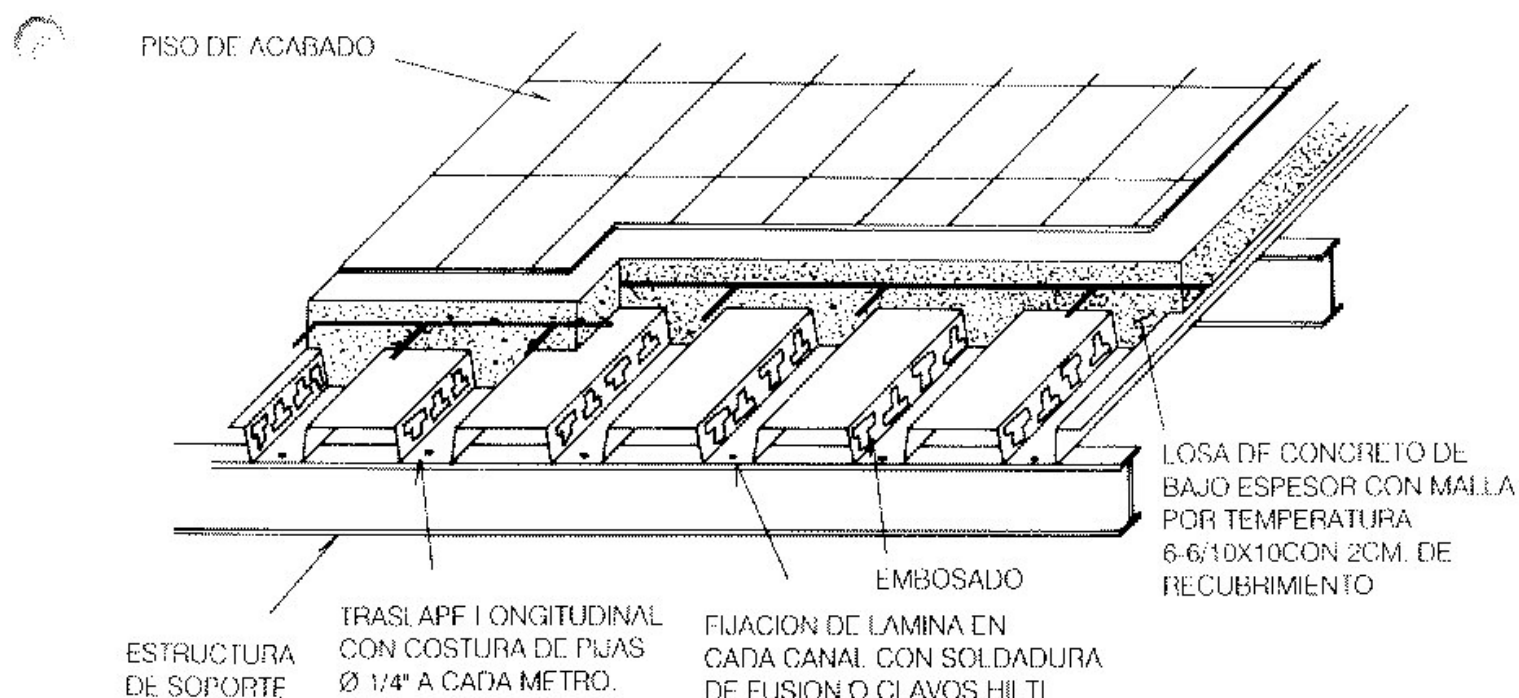 PISO DE ACABADO
LOSA DE CONCRETO DE
BAJO ESPESOR CON MALLA
POR TEMPERATURA
6-6/10X10CON 2CM. DE
RECUBRIMIENTO
EMBOSADO
FIJACION DE LAMINA EN
CADA CANAL CON SOLDADURA
DE FUSION O CLAVOS HILTI
TRASLAPE LONGITUDINAL
CON COSTURA DE PIJAS
Ø 1/4" A CADA METRO.
ESTRUCTURA
DE SOPORTE